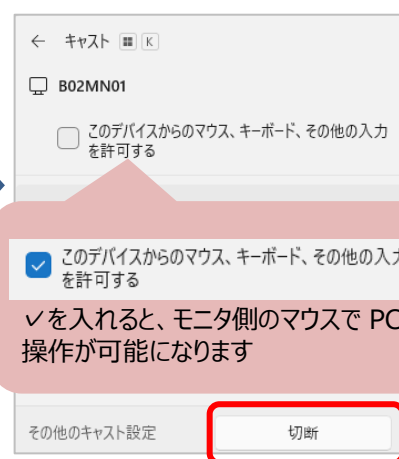 ← キャスト K
B02MN01
このデバイスからのマウス、キーボード、その他の入力
を許可する
このデバイスからのマウス、キーボード、その他の入力
を許可する
✓を入れると、モニタ側のマウスで PC
操作が可能になります
その他のキャスト設定
切断